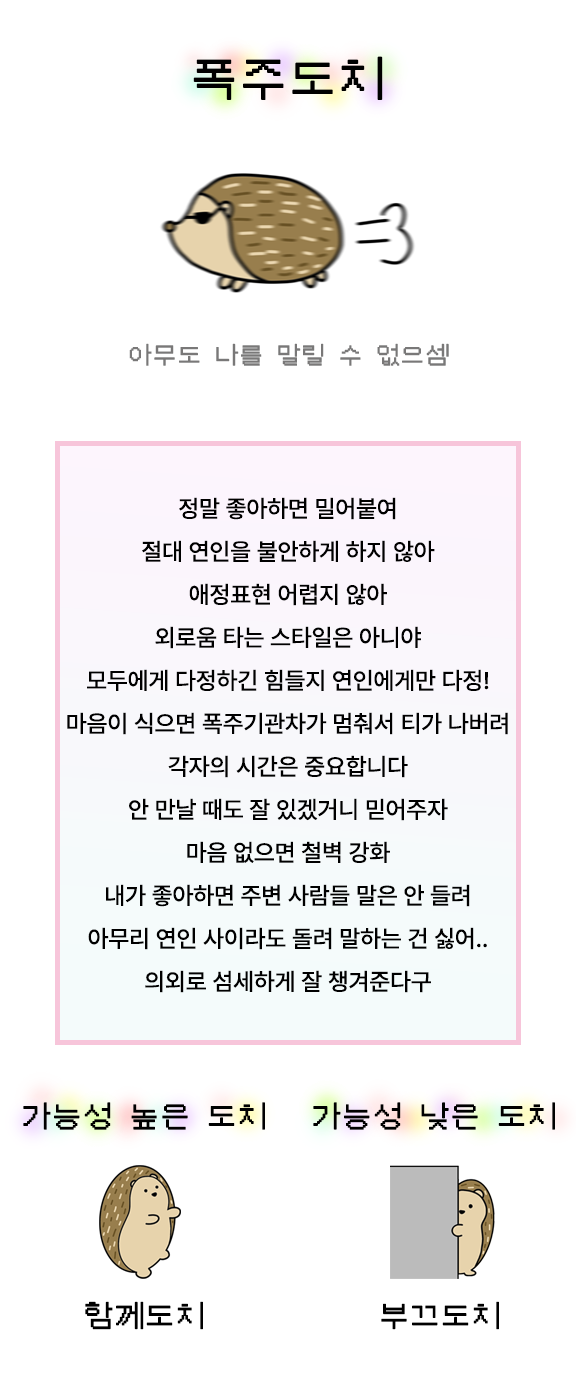 폭주도치
아무도 나를 말릴 수 없으셈
정말 좋아하면 밀어붙여
절대 연인을 불안하게 하지 않아
애정표현 어렵지 않아
외로움 타는 스타일은 아니야
모두에게 다정하긴 힘들지 연인에게만 다정!
마음이 식으면 폭주기관차가 멈춰서 티가 나버려
각자의 시간은 중요합니다
안 만날 때도 잘 있겠거니 믿어주자
마음 없으면 철벽 강화
내가 좋아하면 주변 사람들 말은 안 들려
아무리 연인 사이라도 돌려 말하는 건 싫어..
의외로 섬세하게 잘 챙겨준다구
가능성 높은 도치
가능성 낮은 도치
함께도치
부끄도치